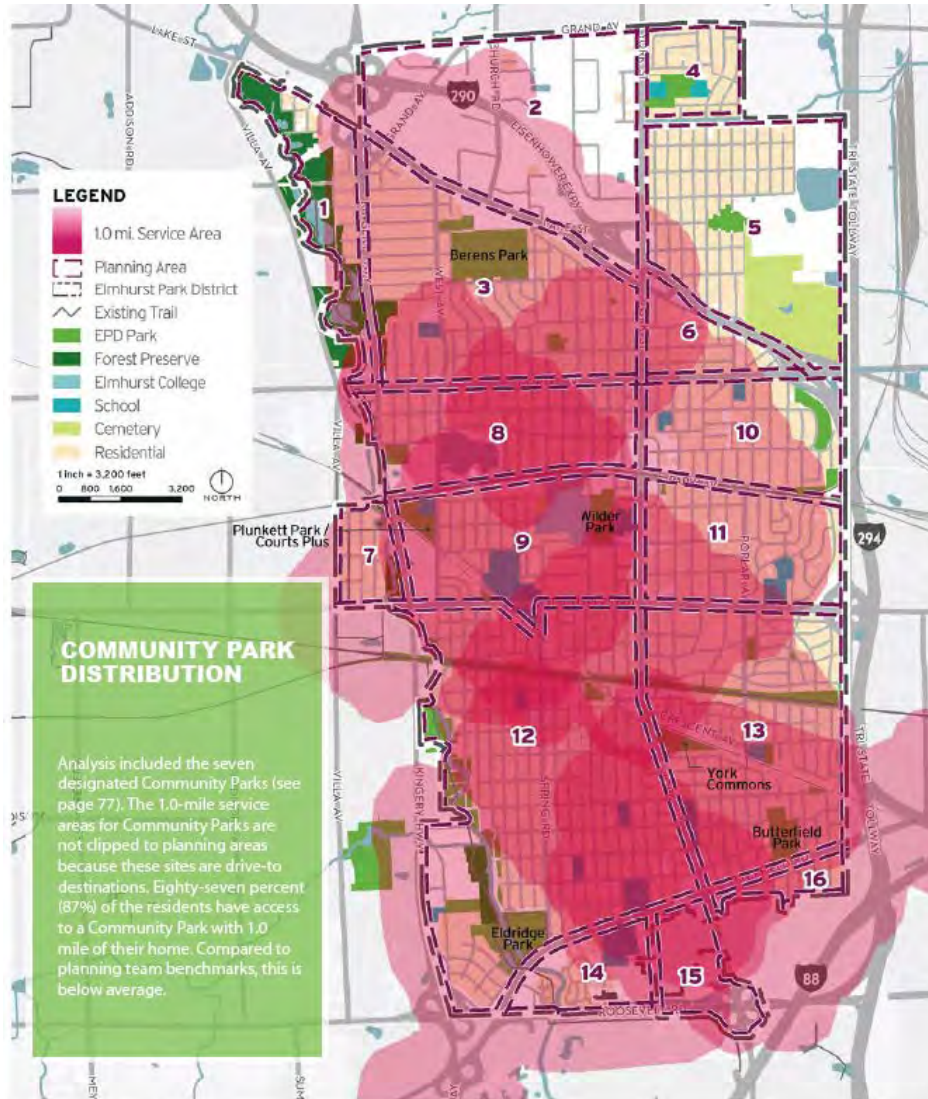 LAKE ST
GRAND AV
ADDISON RD
290
2
4
GRAND AV
EISENHOWER EXPY
VILLA AV
TRI STATE TOLLWAY
LEGEND
1.0 mi. Service Area
Planning Area
Elmhurst Park District
Existing Trail
EPD Park
Forest Preserve
Elmhurst College
School
Cemetery
Residential
1 inch = 3,200 feet
0 800 1,600 3,200
NORTH
1
5
Berens Park
WEST AV
3
6
8
10
VILLA AV
Plunkett Park /
Courts Plus
7
9
Wilder
Park
11
POPLAR AV
294
COMMUNITY PARK
DISTRIBUTION
Analysis included the seven
designated Community Parks (see
page 77). The 1.0-mile service
areas for Community Parks are
not clipped to planning areas
because these sites are drive-to
destinations. Eighty-seven percent
(87%) of the residents have access
to a Community Park with 1.0
mile of their home. Compared to
planning team benchmarks, this is
below average.
VILLA AV
KINGERY HWY
12
SPRING RD
CRESCENT AV
13
York
Commons
TRI STATE TOLLWAY
Butterfield
Park
16
Eldridge
Park
14
15
88